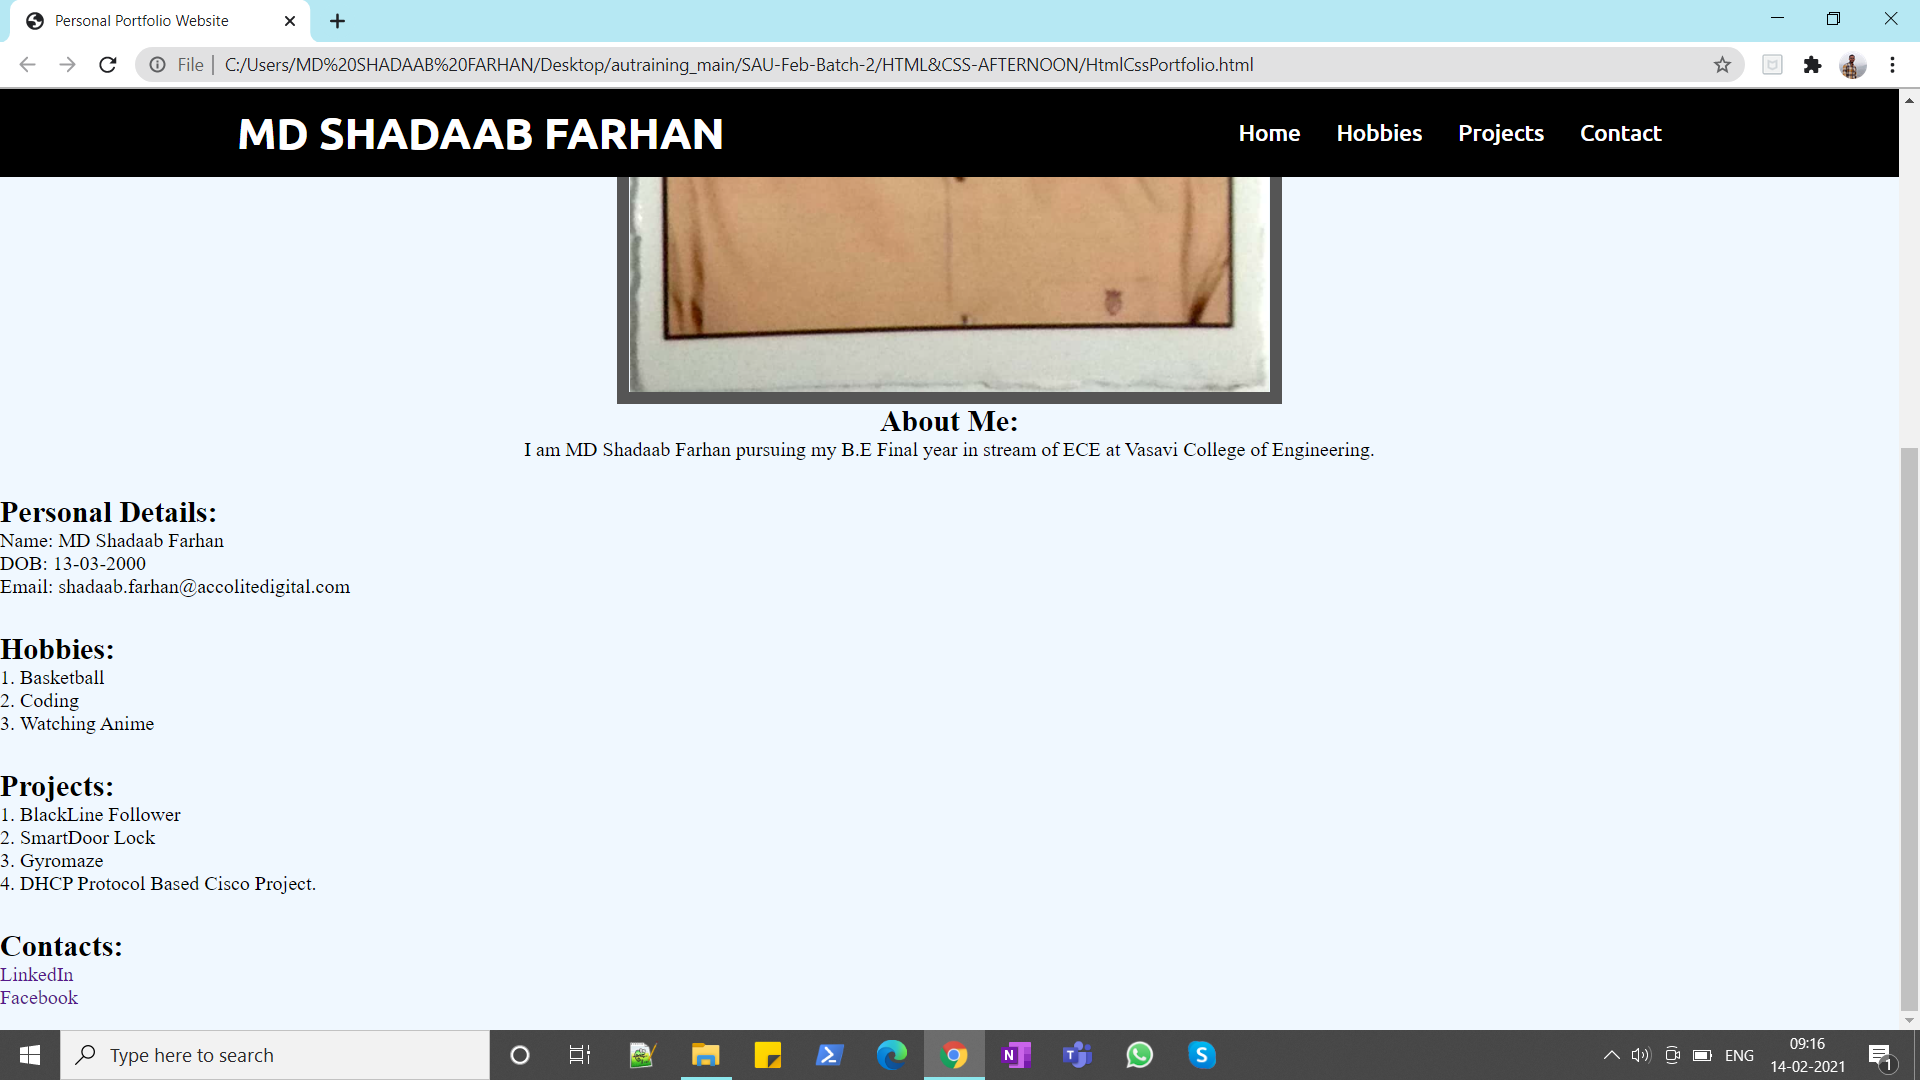 Personal Portfolio Website
File | C:/Users/MD%20SHADAAB%20FARHAN/Desktop/autraining_main/SAU-Feb-Batch-2/HTML&CSS-AFTERNOON/HtmlCssPortfolio.html
MD SHADAAB FARHAN Home Hobbies Projects Contact
About Me:
I am MD Shadaab Farhan pursuing my B.E Final year in stream of ECE at Vasavi College of Engineering.
Personal Details:
Name: MD Shadaab Farhan
DOB: 13-03-2000
Email: shadaab.farhan@accolitedigital.com
Hobbies:
1. Basketball
2. Coding
3. Watching Anime
Projects:
1. BlackLine Follower
2. SmartDoor Lock
3. Gyromaze
4. DHCP Protocol Based Cisco Project.
Contacts:
LinkedIn
Facebook
Type here to search
ENG
09:16
14-02-2021
1